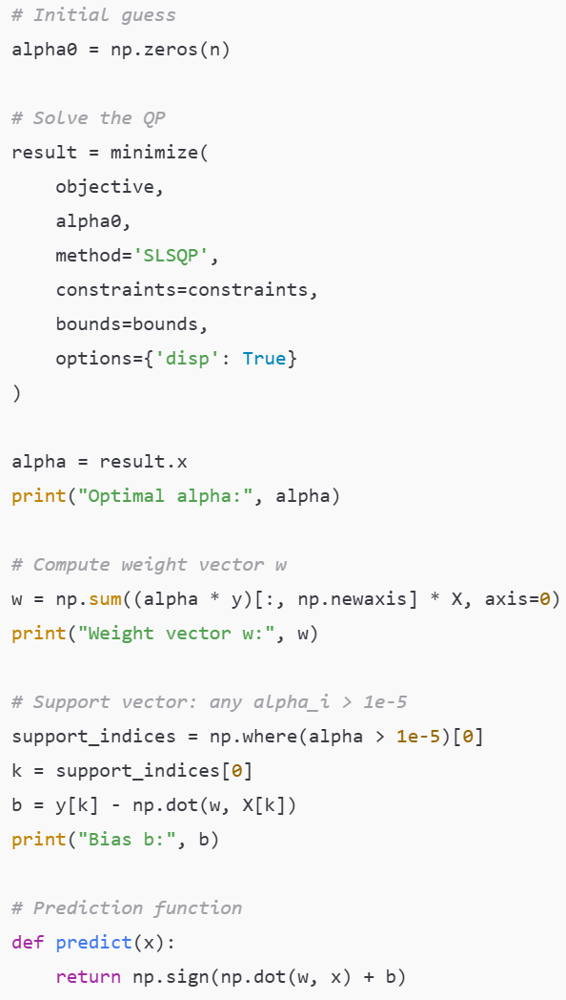 # Initial guess
alpha0 = np.zeros(n)
# Solve the QP
result = minimize(
    objective,
    alpha0,
    method='SLSQP',
    constraints=constraints,
    bounds=bounds,
    options={'disp': True}
)
alpha = result.x
print("Optimal alpha:", alpha)
# Compute weight vector w
w = np.sum((alpha * y)[:, np.newaxis] * X, axis=0)
print("Weight vector w:", w)
# Support vector: any alpha_i > 1e-5
support_indices = np.where(alpha > 1e-5)[0]
k = support_indices[0]
b = y[k] - np.dot(w, X[k])
print("Bias b:", b)
# Prediction function
def predict(x):
    return np.sign(np.dot(w, x) + b)